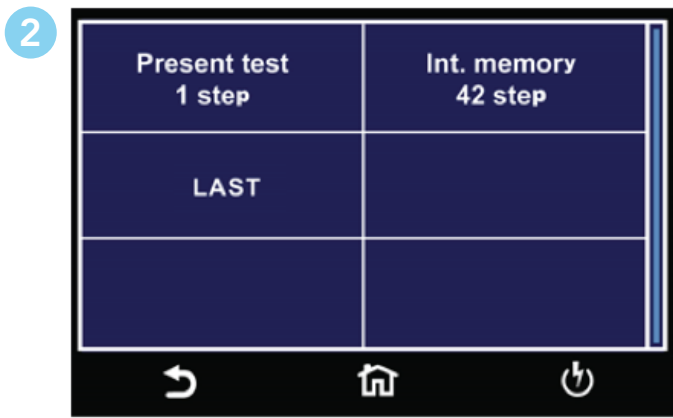 2
Present test
1 step
Int. memory
42 step
LAST